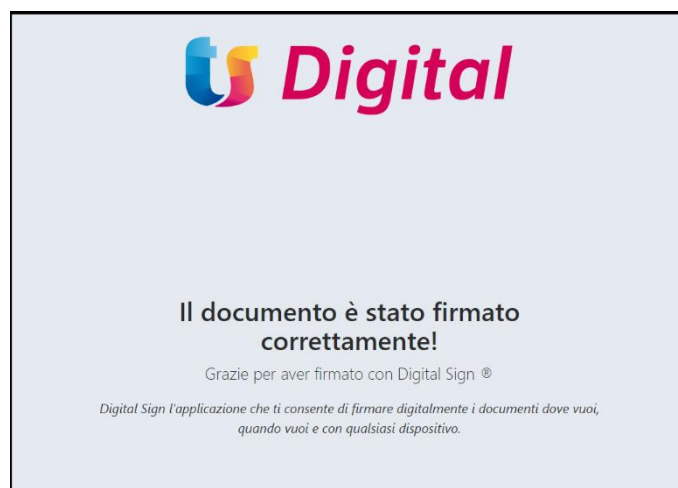 ts Digital
Il documento è stato firmato
correttamente!
Grazie per aver firmato con Digital Sign ®
Digital Sign l'applicazione che ti consente di firmare digitalmente i documenti dove vuoi,
quando vuoi e con qualsiasi dispositivo.